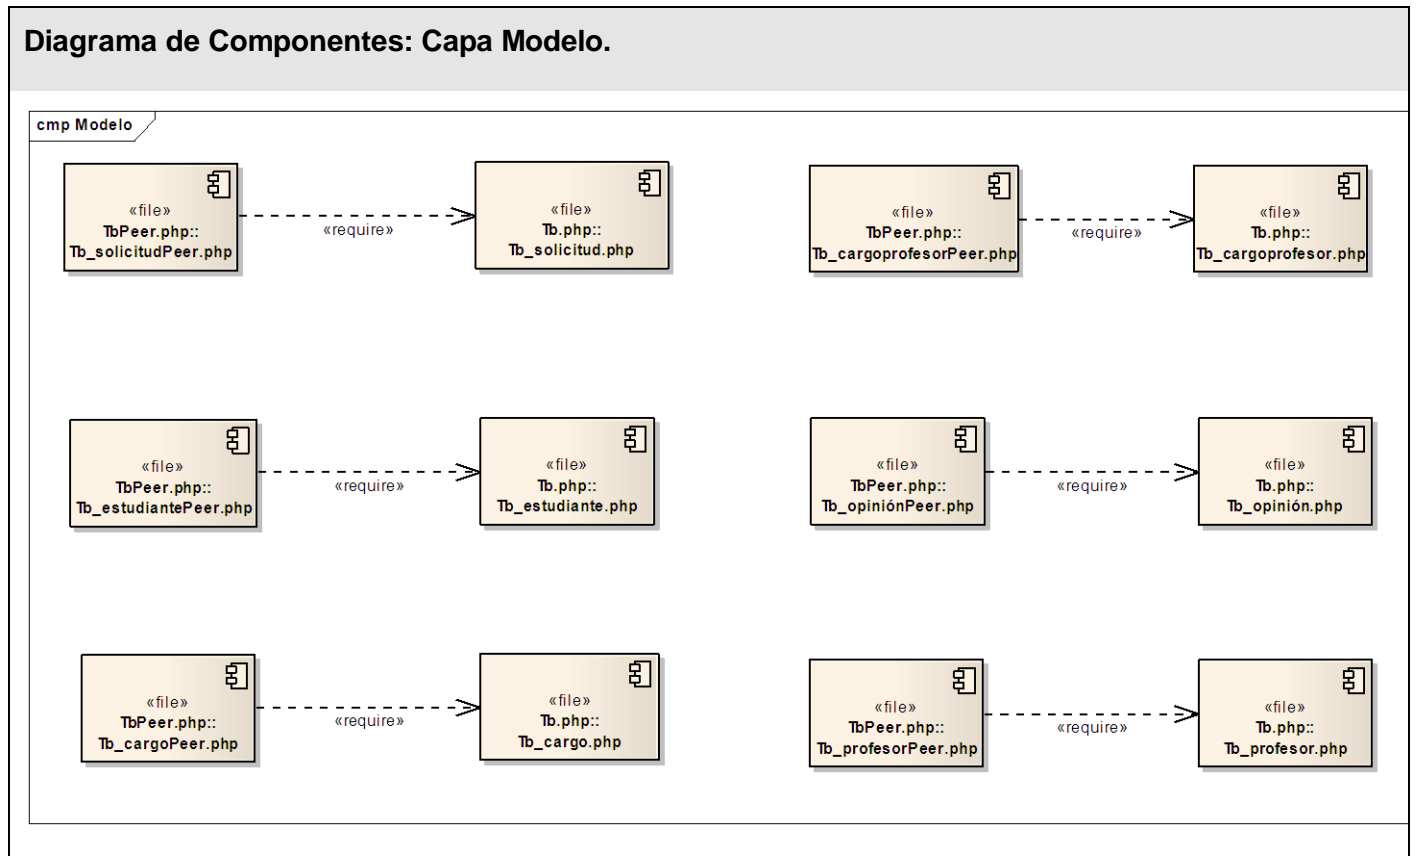 Diagrama de Componentes: Capa Modelo.
cmp Modelo
«file»
TbPeer.php::
Tb_solicitudPeer.php
«require»
«file»
Tb.php::
Tb_solicitud.php
«file»
TbPeer.php::
Tb_cargoprofesorPeer.php
«require»
«file»
Tb.php::
Tb_cargoprofesor.php
«file»
TbPeer.php::
Tb_estudiantePeer.php
«require»
«file»
Tb.php::
Tb_estudiante.php
«file»
TbPeer.php::
Tb_opiniónPeer.php
«require»
«file»
Tb.php::
Tb_opinión.php
«file»
TbPeer.php::
Tb_cargoPeer.php
«require»
«file»
Tb.php::
Tb_cargo.php
«file»
TbPeer.php::
Tb_profesorPeer.php
«require»
«file»
Tb.php::
Tb_profesor.php